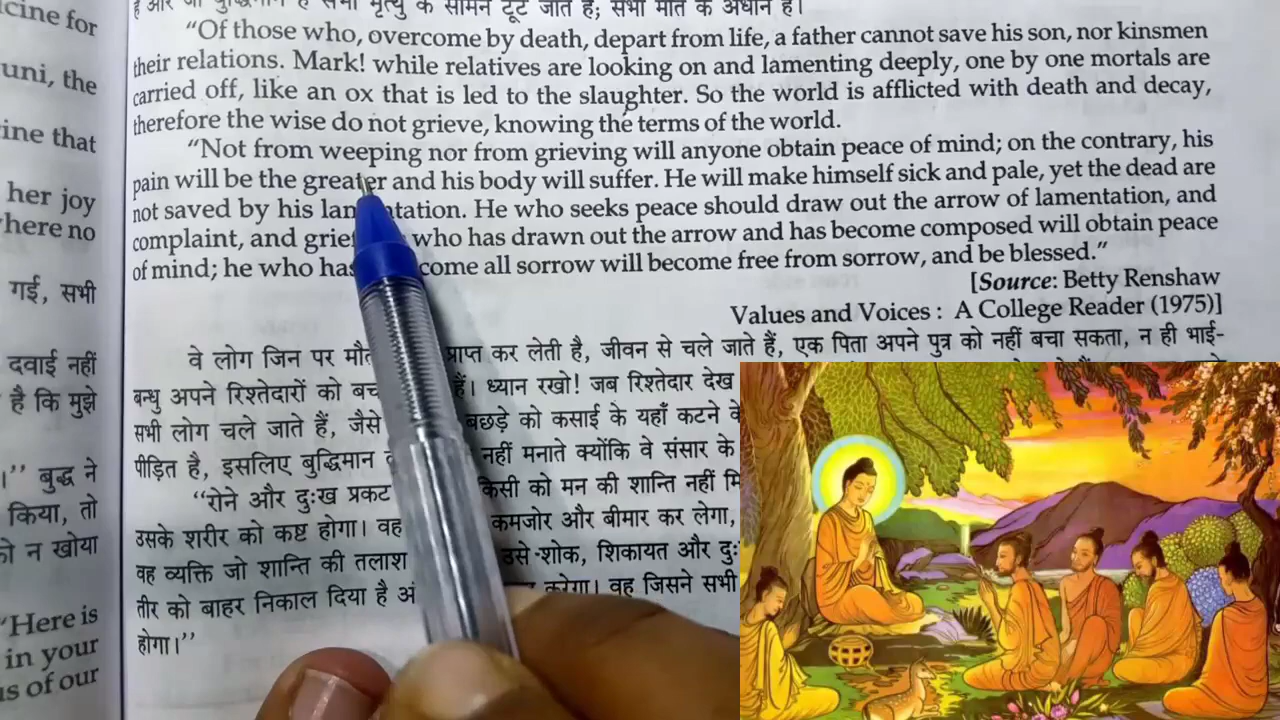 cine for
uni, the
ine that
her joy
here no
गई, सभी
दवाई नहीं
है कि मुझे
।'' बुद्ध ने
किया, तो
न खोया
"Here is
in your
of our
है और जो बुद्धिमान हैं सभी मृत्यु के सामने टूट जाते हैं; सभी मौत के अधीन हैं।
"Of those who, overcome by death, depart from life, a father cannot save his son, nor kinsmen
their relations. Mark! while relatives are looking on and lamenting deeply, one by one mortals are
carried off, like an ox that is led to the slaughter. So the world is afflicted with death and decay,
therefore the wise do not grieve, knowing the terms of the world.
"Not from weeping nor from grieving will anyone obtain peace of mind; on the contrary, his
pain will be the greater and his body will suffer. He will make himself sick and pale, yet the dead are
not saved by his lamentation. He who seeks peace should draw out the arrow of lamentation, and
complaint, and grief who has drawn out the arrow and has become composed will obtain peace
of mind; he who has come all sorrow will become free from sorrow, and be blessed."
[Source: Betty Renshaw
Values and Voices : A College Reader (1975)]
वे लोग जिन पर मौत प्राप्त कर लेती है, जीवन से चले जाते हैं, एक पिता अपने पुत्र को नहीं बचा सकता, न ही भाई-
बन्धु अपने रिश्तेदारों को बच हैं। ध्यान रखो! जब रिश्तेदार देख
सभी लोग चले जाते हैं, जैसे बछड़े को कसाई के यहाँ कटने के
पीड़ित है, इसलिए बुद्धिमान नहीं मनाते क्योंकि वे संसार के
''रोने और दुःख प्रकट किसी को मन की शान्ति नहीं मि
उसके शरीर को कष्ट होगा। वह कमजोर और बीमार कर लेगा,
वह व्यक्ति जो शान्ति की तलाश उसे शोक, शिकायत और दुः
तीर को बाहर निकाल दिया है करेगा। वह जिसने सभी
होगा।''